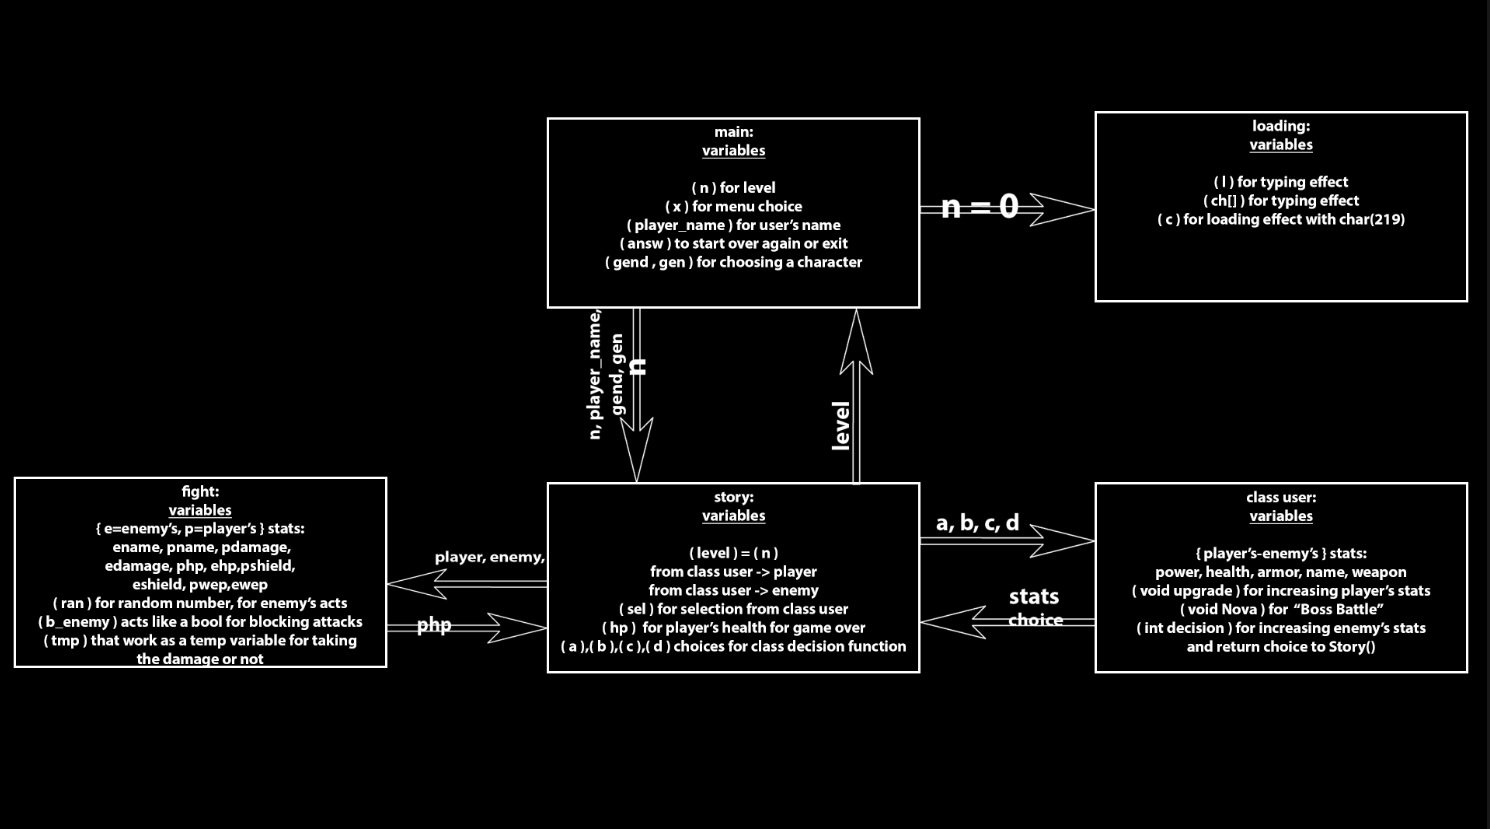 main:
variables
( n ) for level
( x ) for menu choice
( player_name ) for user’s name
( answ ) to start over again or exit
( gend , gen ) for choosing a character
n = 0
loading:
variables
( l ) for typing effect
( ch[] ) for typing effect
( c ) for loading effect with char(219)
n, player_name,
gend, gen
n
level
fight:
variables
{ e=enemy’s, p=player’s } stats:
ename, pname, pdamage,
edamage, php, ehp,pshield,
eshield, pwep,ewep
( ran ) for random number, for enemy’s acts
( b_enemy ) acts like a bool for blocking attacks
( tmp ) that work as a temp variable for taking
the damage or not
player, enemy,
php
story:
variables
( level ) = ( n )
from class user -> player
from class user -> enemy
( sel ) for selection from class user
( hp ) for player’s health for game over
( a ),( b ),( c ),( d ) choices for class decision function
a, b, c, d
stats
choice
class user:
variables
{ player’s-enemy’s } stats:
power, health, armor, name, weapon
( void upgrade ) for increasing player’s stats
( void Nova ) for “Boss Battle”
( int decision ) for increasing enemy’s stats
and return choice to Story()